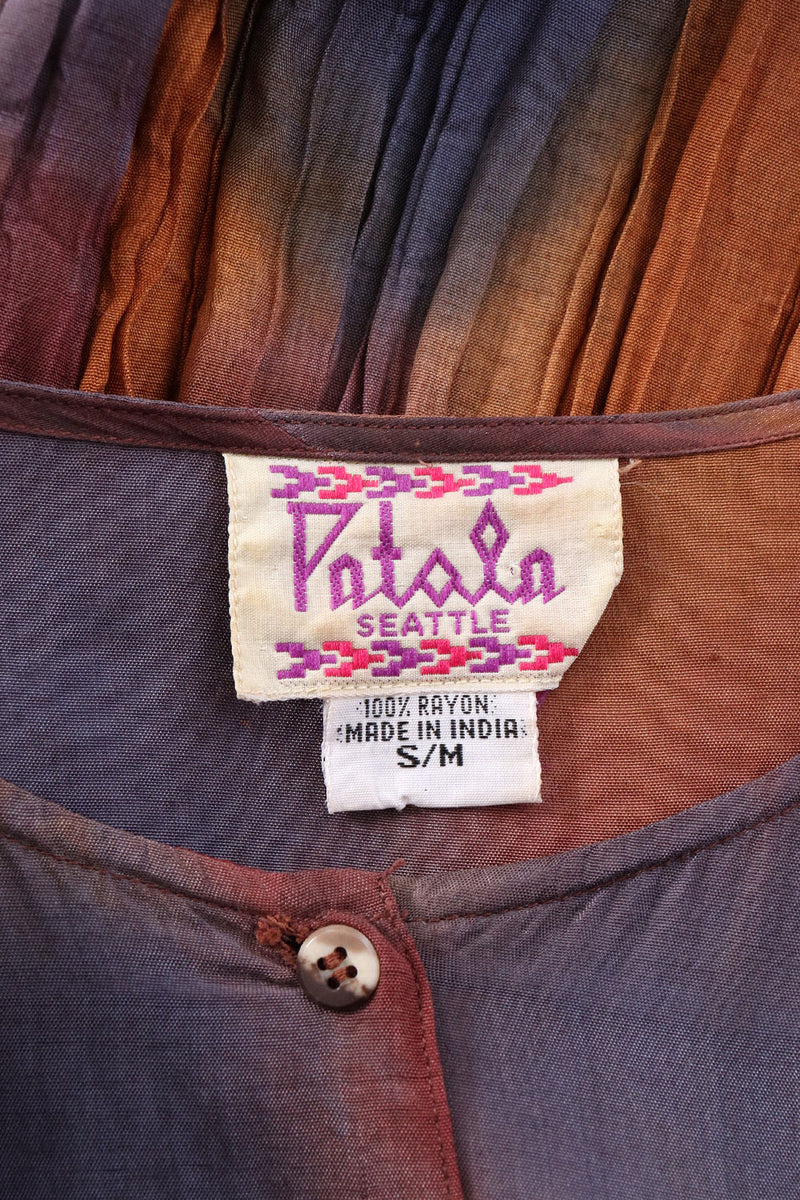 Patala
SEATTLE
100% RAYON
MADE IN INDIA
S/M